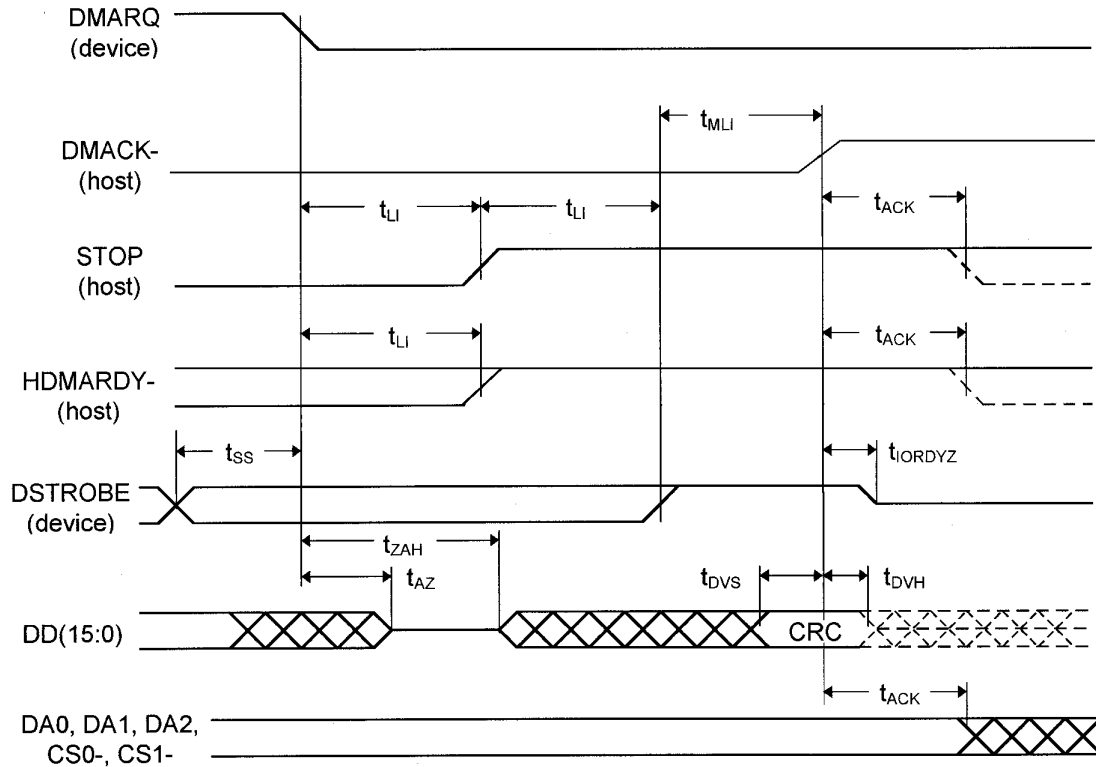 DMARQ
(device)
tMLI
DMACK-
(host)
tLI
tLI
tACK
STOP
(host)
tLI
tACK
HDMARDY-
(host)
tSS
tIORDYZ
DSTROBE
(device)
tZAH
tAZ
tDVS
tDVH
DD(15:0)
CRC
tACK
DA0, DA1, DA2,
CS0-, CS1-